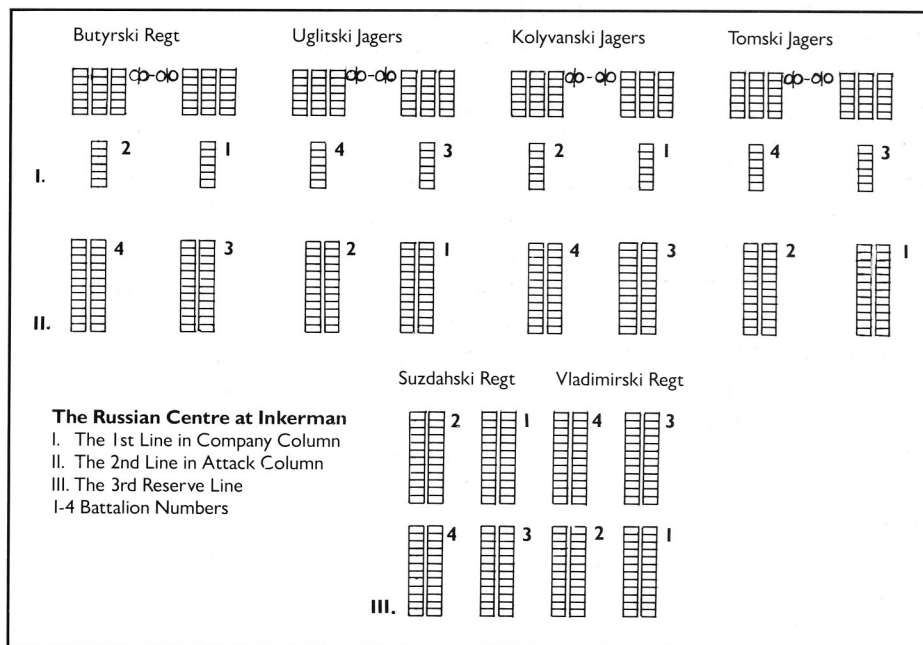 Butyrski Regt Uglitski Jagers Kolyvanski Jagers Tomski Jagers
2 1 4 3 2 1 4 3
I.
4 3 2 1 4 3 2 1
II.
Suzdahski Regt Vladimirski Regt
2 1 4 3
The Russian Centre at Inkerman
I. The 1st Line in Company Column
II. The 2nd Line in Attack Column
III. The 3rd Reserve Line
1-4 Battalion Numbers
4 3 2 1
III.